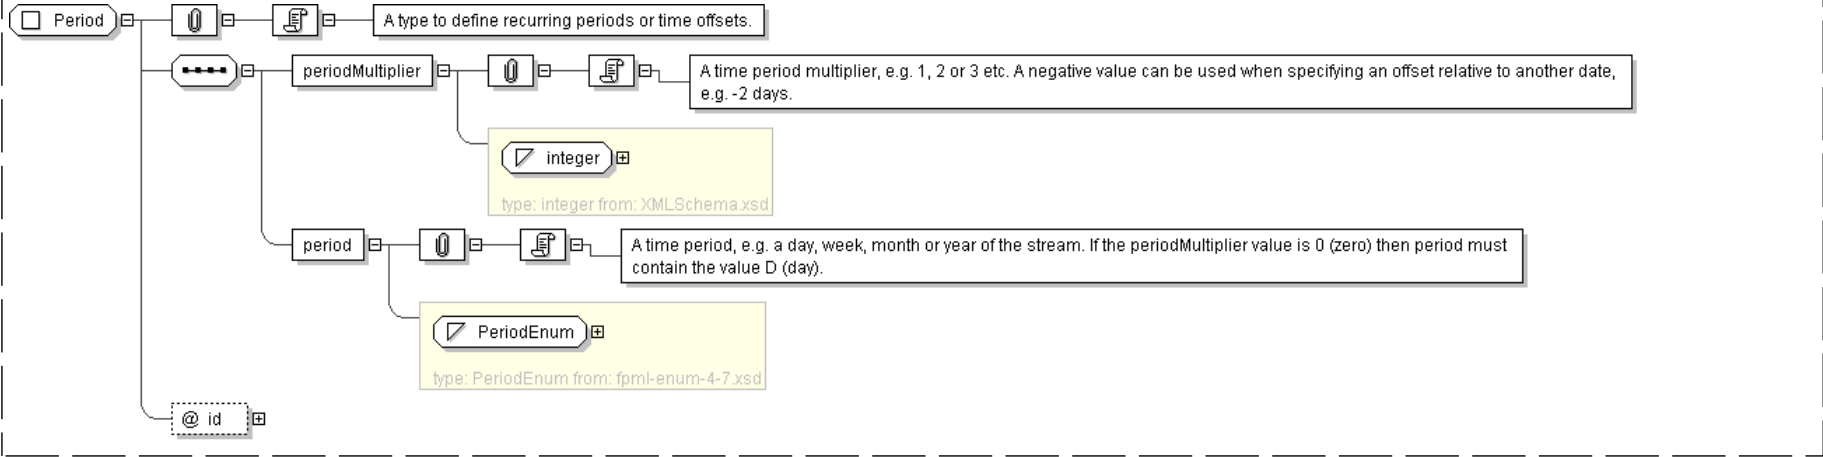 Period
A type to define recurring periods or time offsets.
periodMultiplier
A time period multiplier, e.g. 1, 2 or 3 etc. A negative value can be used when specifying an offset relative to another date,
e.g. -2 days.
integer
type: integer from: XMLSchema.xsd
period
A time period, e.g. a day, week, month or year of the stream. If the periodMultiplier value is 0 (zero) then period must
contain the value D (day).
PeriodEnum
type: PeriodEnum from: fpml-enum-4-7.xsd
@ id